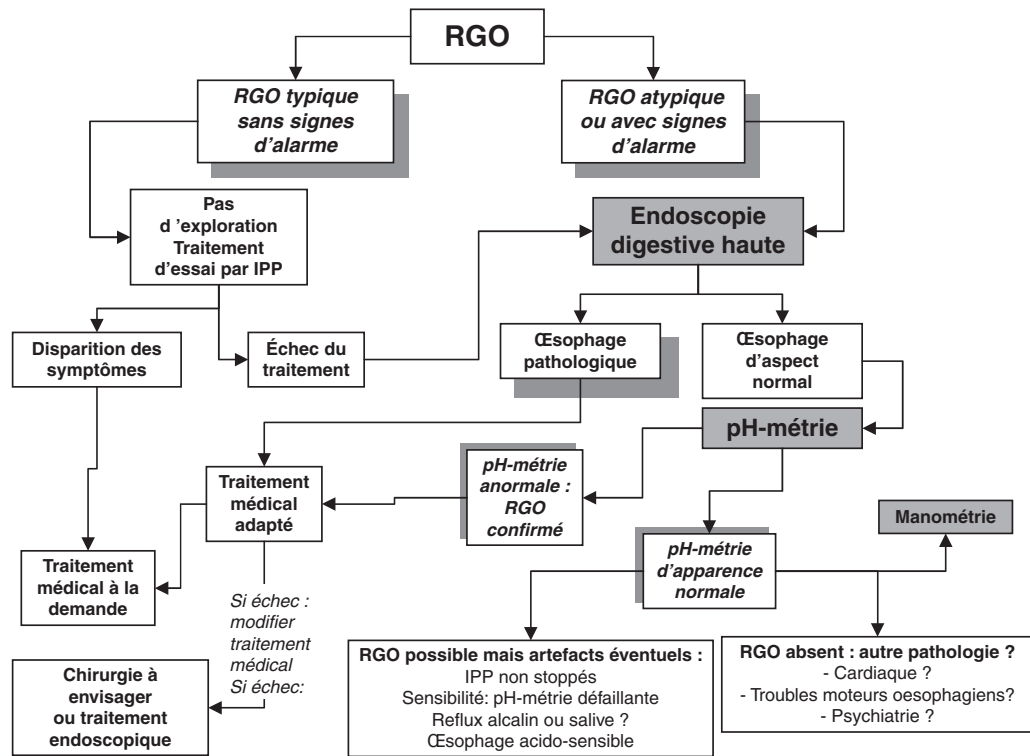 RGO
RGO typique
sans signes
d'alarme
RGO atypique
ou avec signes
d'alarme
Pas
d 'exploration
Traitement
d'essai par IPP
Endoscopie
digestive haute
Disparition des
symptômes
Échec du
traitement
Œsophage
pathologique
Œsophage
d'aspect
normal
pH-métrie
Traitement
médical
adapté
pH-métrie
anormale :
RGO
confirmé
Manométrie
Traitement
médical à la
demande
pH-métrie
d'apparence
normale
Si échec :
modifier
traitement
médical
Si échec:
Chirurgie à
envisager
ou traitement
endoscopique
RGO possible mais artefacts éventuels :
IPP non stoppés
Sensibilité: pH-métrie défaillante
Reflux alcalin ou salive ?
Œsophage acido-sensible
RGO absent : autre pathologie ?
- Cardiaque ?
- Troubles moteurs oesophagiens?
- Psychiatrie ?